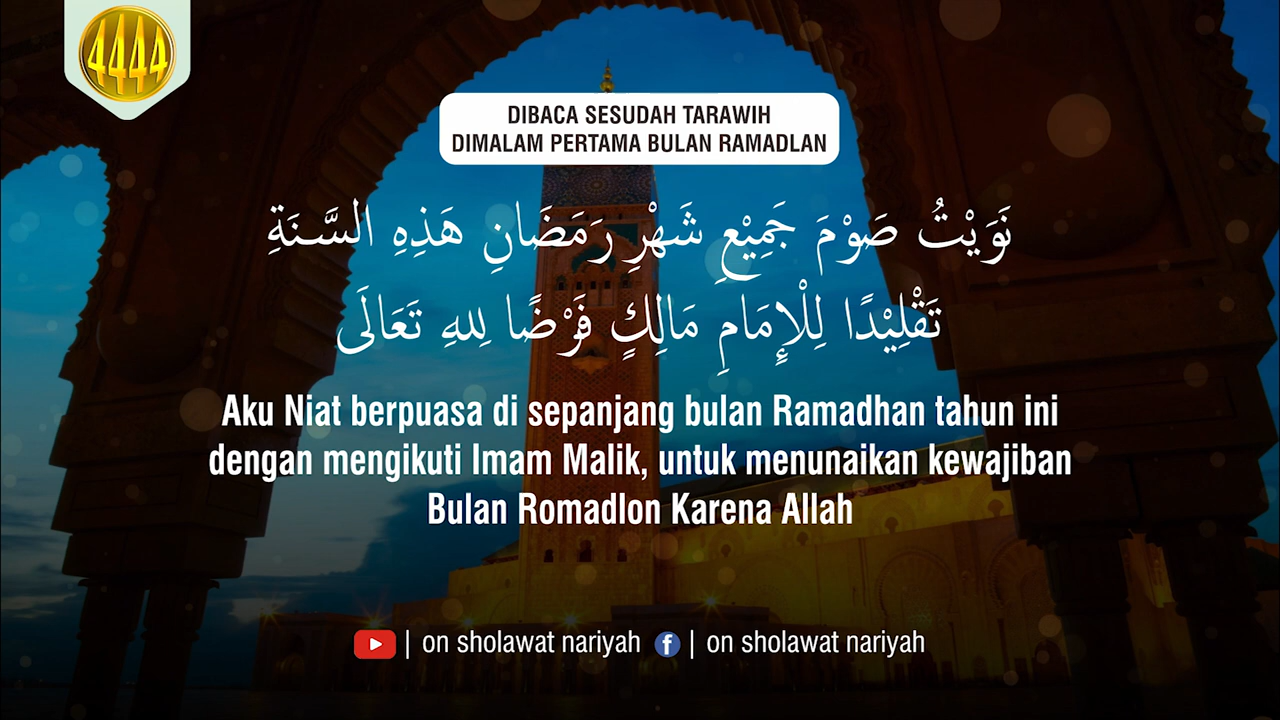 4444
DIBACA SESUDAH TARAWIH
DIMALAM PERTAMA BULAN RAMADLAN
نَوَيْتُ صَوْمَ جَمِيْعِ شَهْرِ رَمَضَانِ هَذِهِ السَّنَةِ
تَقْلِيْدًا لِلْإِمَامِ مَالِكٍ فَرْضًا لِلهِ تَعَالَى
Aku Niat berpuasa di sepanjang bulan Ramadhan tahun ini
dengan mengikuti Imam Malik, untuk menunaikan kewajiban
Bulan Romadlon Karena Allah
| on sholawat nariyah f | on sholawat nariyah